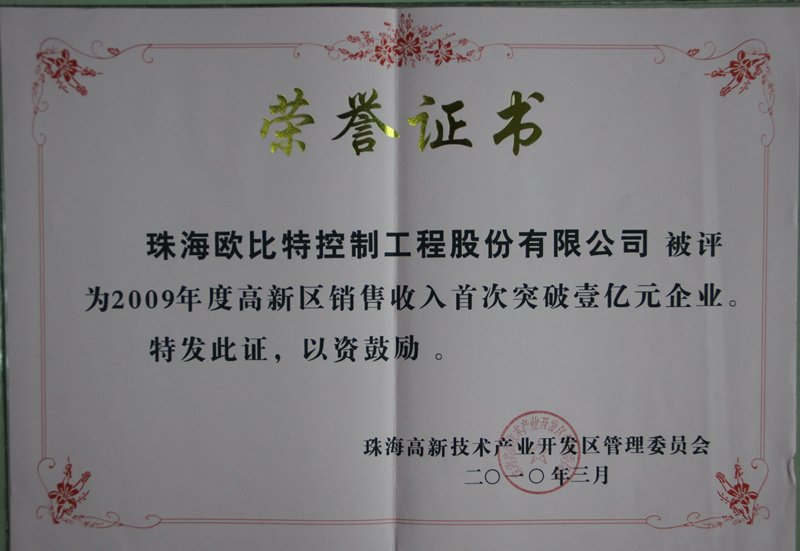 荣誉证书
珠海欧比特控制工程股份有限公司 被评
为2009年度高新区销售收入首次突破壹亿元企业。
特发此证，以资鼓励 。
珠海高新技术产业开发区管理委员会
二〇一〇年三月